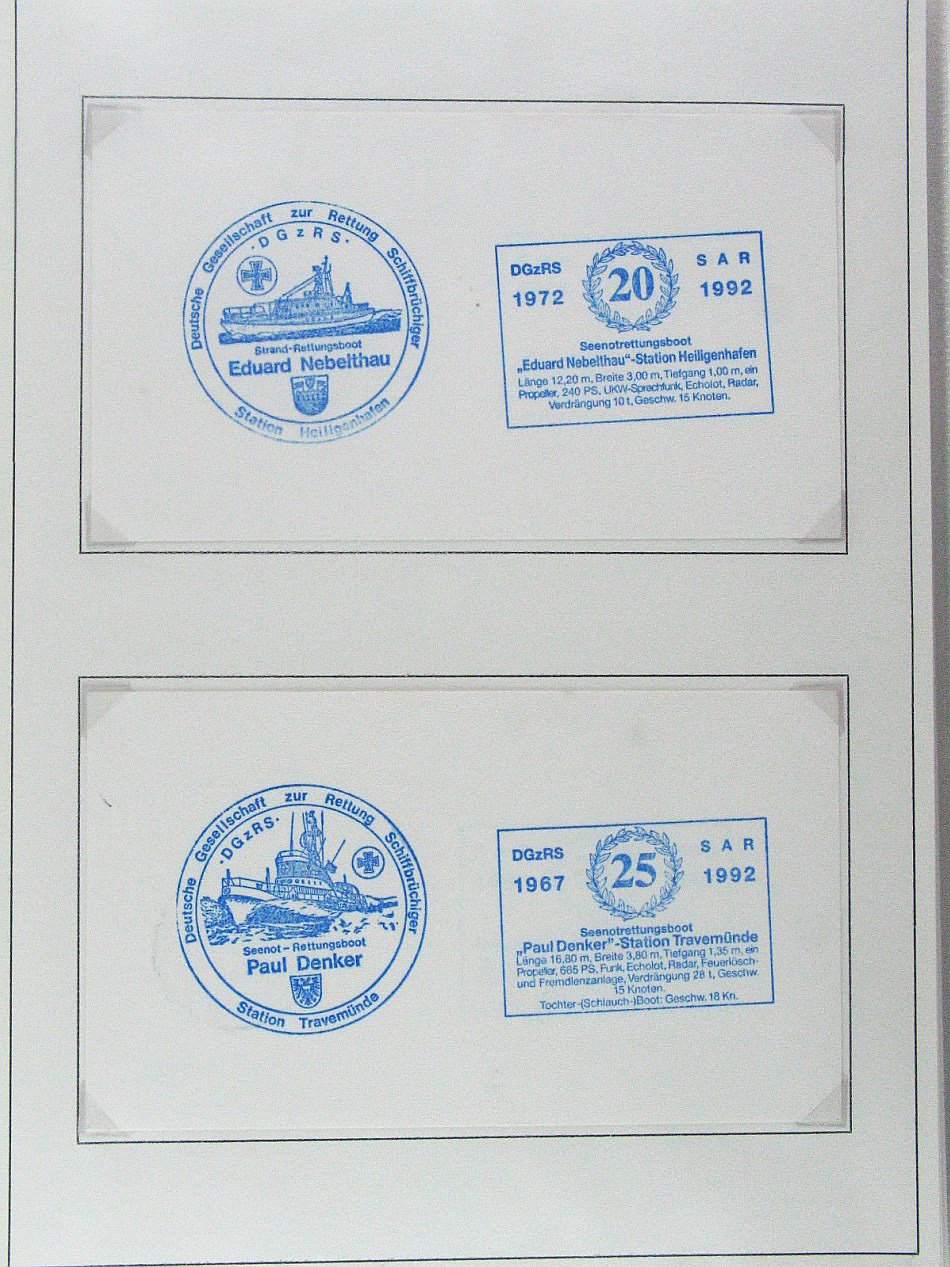 Deutsche Gesellschaft zur Rettung Schiffbrüchiger
· D G z R S ·
Strand-Rettungsboot
Eduard Nebelthau
Station Heiligenhafen
DGzRS 20 S A R
1972 1992
Seenotrettungsboot
„Eduard Nebelthau“-Station Heiligenhafen
Länge 12,20 m, Breite 3,00 m, Tiefgang 1,00 m, ein
Propeller, 240 PS, UKW-Sprechfunk, Echolot, Radar,
Verdrängung 10 t, Geschw. 15 Knoten.
Deutsche Gesellschaft zur Rettung Schiffbrüchiger
· D G z R S ·
Seenot-Rettungsboot
Paul Denker
Station Travemünde
DGzRS 25 S A R
1967 1992
Seenotrettungsboot
„Paul Denker“-Station Travemünde
Länge 16,80 m, Breite 3,80 m, Tiefgang 1,35 m, ein
Propeller, 665 PS, Funk, Echolot, Radar, Feuerlösch-
und Fremdlenzanlage, Verdrängung 28 t, Geschw.
15 Knoten.
Tochter-(Schlauch-)Boot: Geschw. 18 Kn.